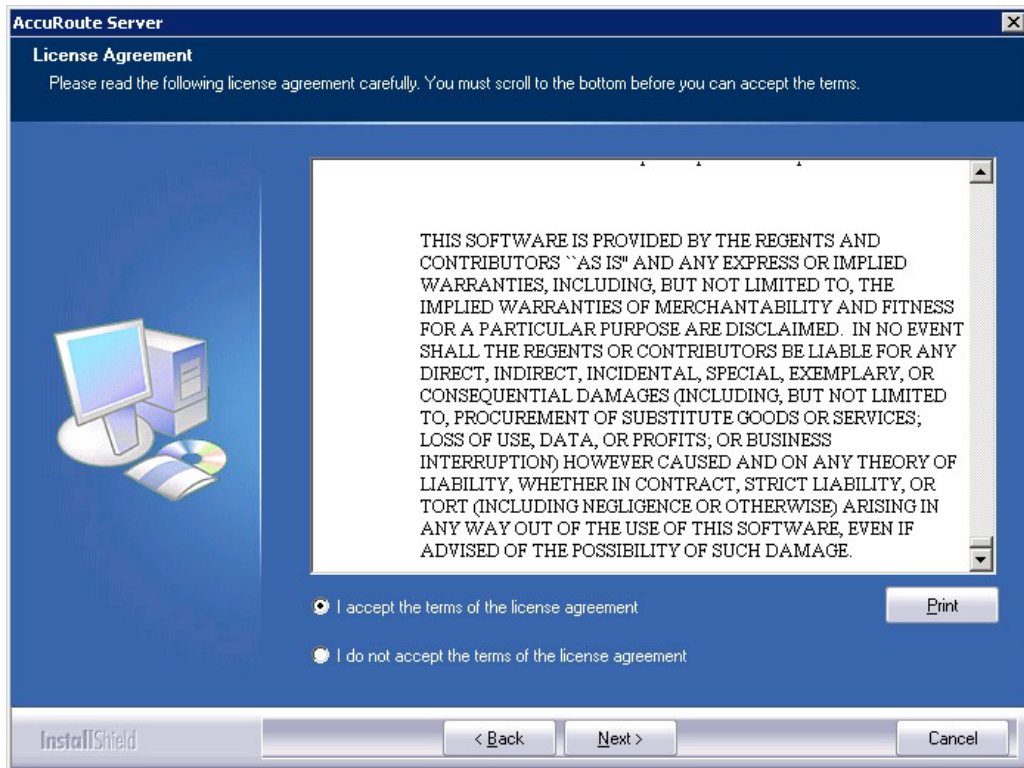 AccuRoute Server
License Agreement
Please read the following license agreement carefully. You must scroll to the bottom before you can accept the terms.
THIS SOFTWARE IS PROVIDED BY THE REGENTS AND
CONTRIBUTORS ``AS IS'' AND ANY EXPRESS OR IMPLIED
WARRANTIES, INCLUDING, BUT NOT LIMITED TO, THE
IMPLIED WARRANTIES OF MERCHANTABILITY AND FITNESS
FOR A PARTICULAR PURPOSE ARE DISCLAIMED.  IN NO EVENT
SHALL THE REGENTS OR CONTRIBUTORS BE LIABLE FOR ANY
DIRECT, INDIRECT, INCIDENTAL, SPECIAL, EXEMPLARY, OR
CONSEQUENTIAL DAMAGES (INCLUDING, BUT NOT LIMITED
TO, PROCUREMENT OF SUBSTITUTE GOODS OR SERVICES;
LOSS OF USE, DATA, OR PROFITS; OR BUSINESS
INTERRUPTION) HOWEVER CAUSED AND ON ANY THEORY OF
LIABILITY, WHETHER IN CONTRACT, STRICT LIABILITY, OR
TORT (INCLUDING NEGLIGENCE OR OTHERWISE) ARISING IN
ANY WAY OUT OF THE USE OF THIS SOFTWARE, EVEN IF
ADVISED OF THE POSSIBILITY OF SUCH DAMAGE.
I accept the terms of the license agreement
Print
I do not accept the terms of the license agreement
InstallShield
< Back
Next >
Cancel